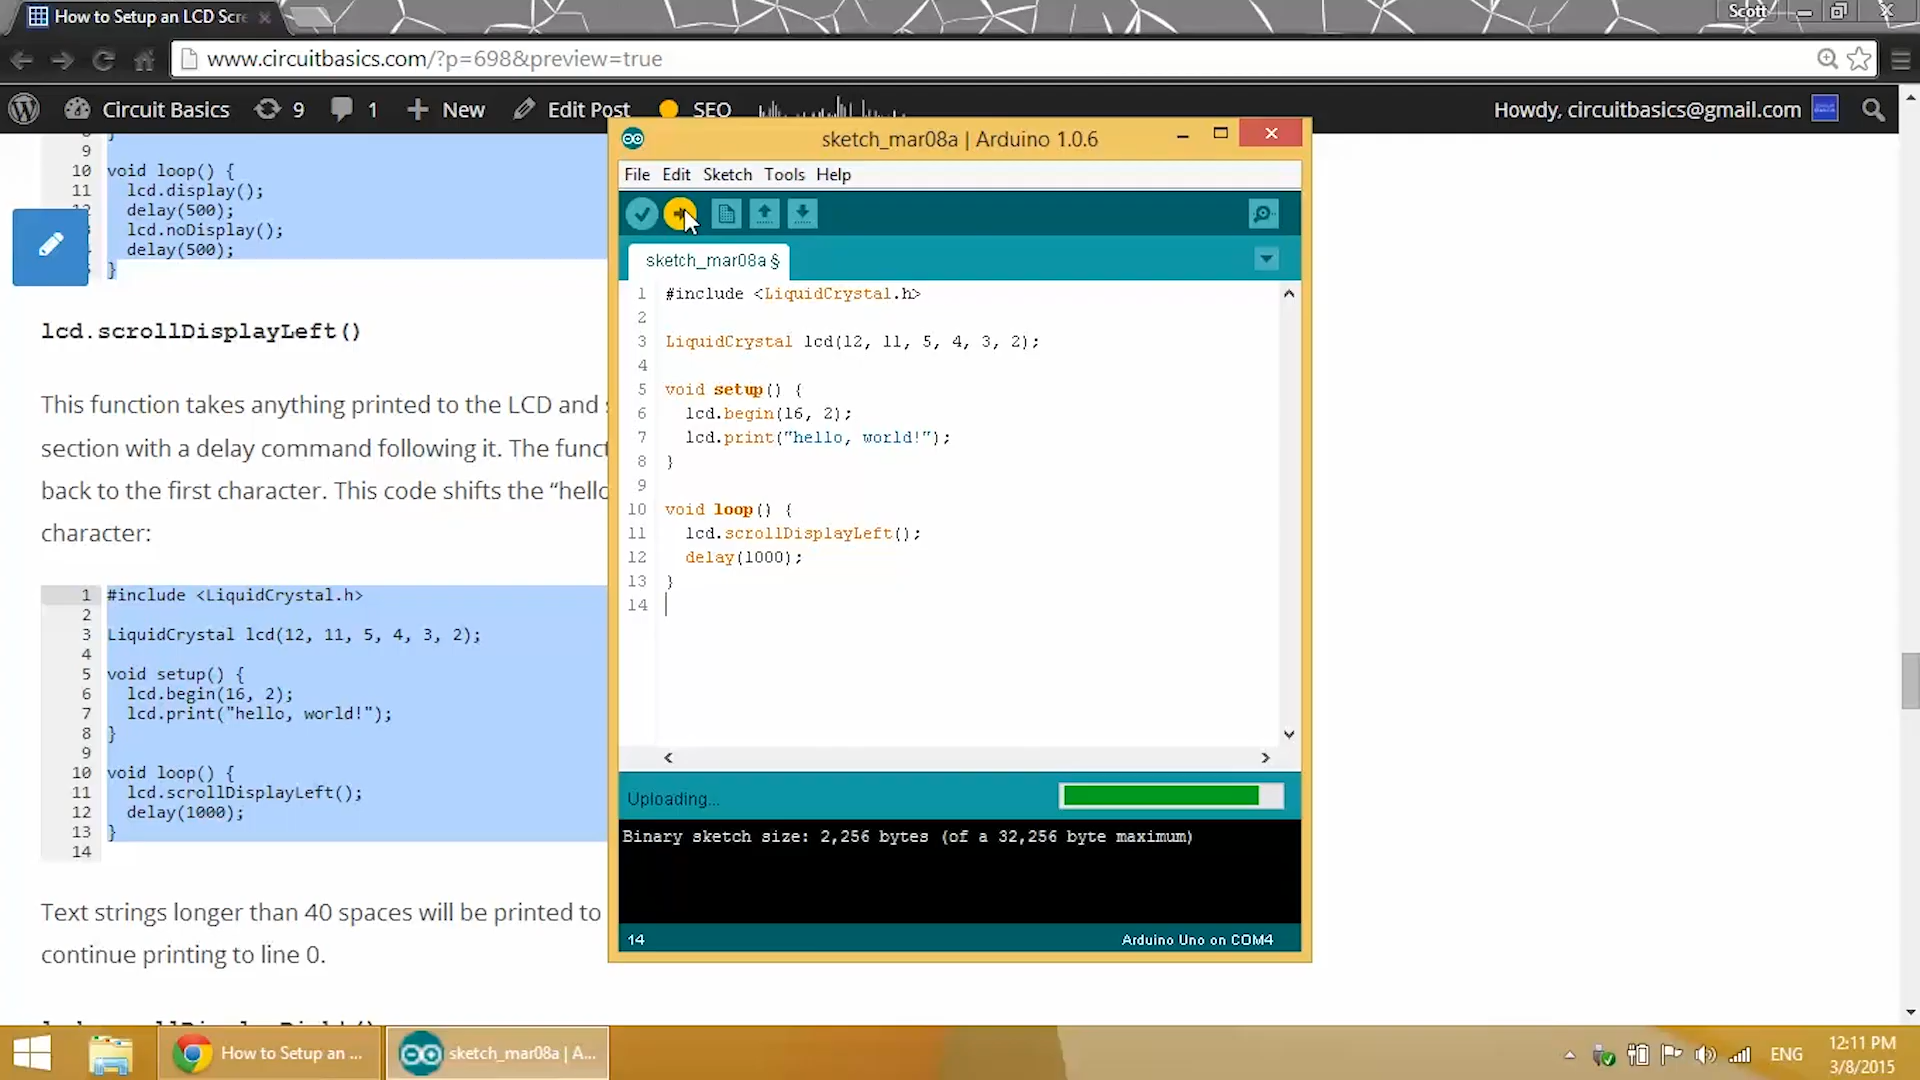 How to Setup an LCD Scre
Scott
www.circuitbasics.com/?p=698&preview=true
Circuit Basics 9 1 New Edit Post SEO
Howdy, circuitbasics@gmail.com
9
10 void loop() {
11 lcd.display();
12 delay(500);
lcd.noDisplay();
delay(500);
}
lcd.scrollDisplayLeft()
This function takes anything printed to the LCD and
section with a delay command following it. The funct
back to the first character. This code shifts the “hello
character:
1 #include <LiquidCrystal.h>
2
3 LiquidCrystal lcd(12, 11, 5, 4, 3, 2);
4
5 void setup() {
6 lcd.begin(16, 2);
7 lcd.print("hello, world!");
8 }
9
10 void loop() {
11 lcd.scrollDisplayLeft();
12 delay(1000);
13 }
14
Text strings longer than 40 spaces will be printed to
continue printing to line 0.
sketch_mar08a | Arduino 1.0.6
File Edit Sketch Tools Help
sketch_mar08a §
1 #include <LiquidCrystal.h>
2
3 LiquidCrystal lcd(12, 11, 5, 4, 3, 2);
4
5 void setup() {
6 lcd.begin(16, 2);
7 lcd.print("hello, world!");
8 }
9
10 void loop() {
11 lcd.scrollDisplayLeft();
12 delay(1000);
13 }
14
Uploading...
Binary sketch size: 2,256 bytes (of a 32,256 byte maximum)
14 Arduino Uno on COM4
How to Setup an ...
sketch_mar08a | A...
ENG
12:11 PM
3/8/2015